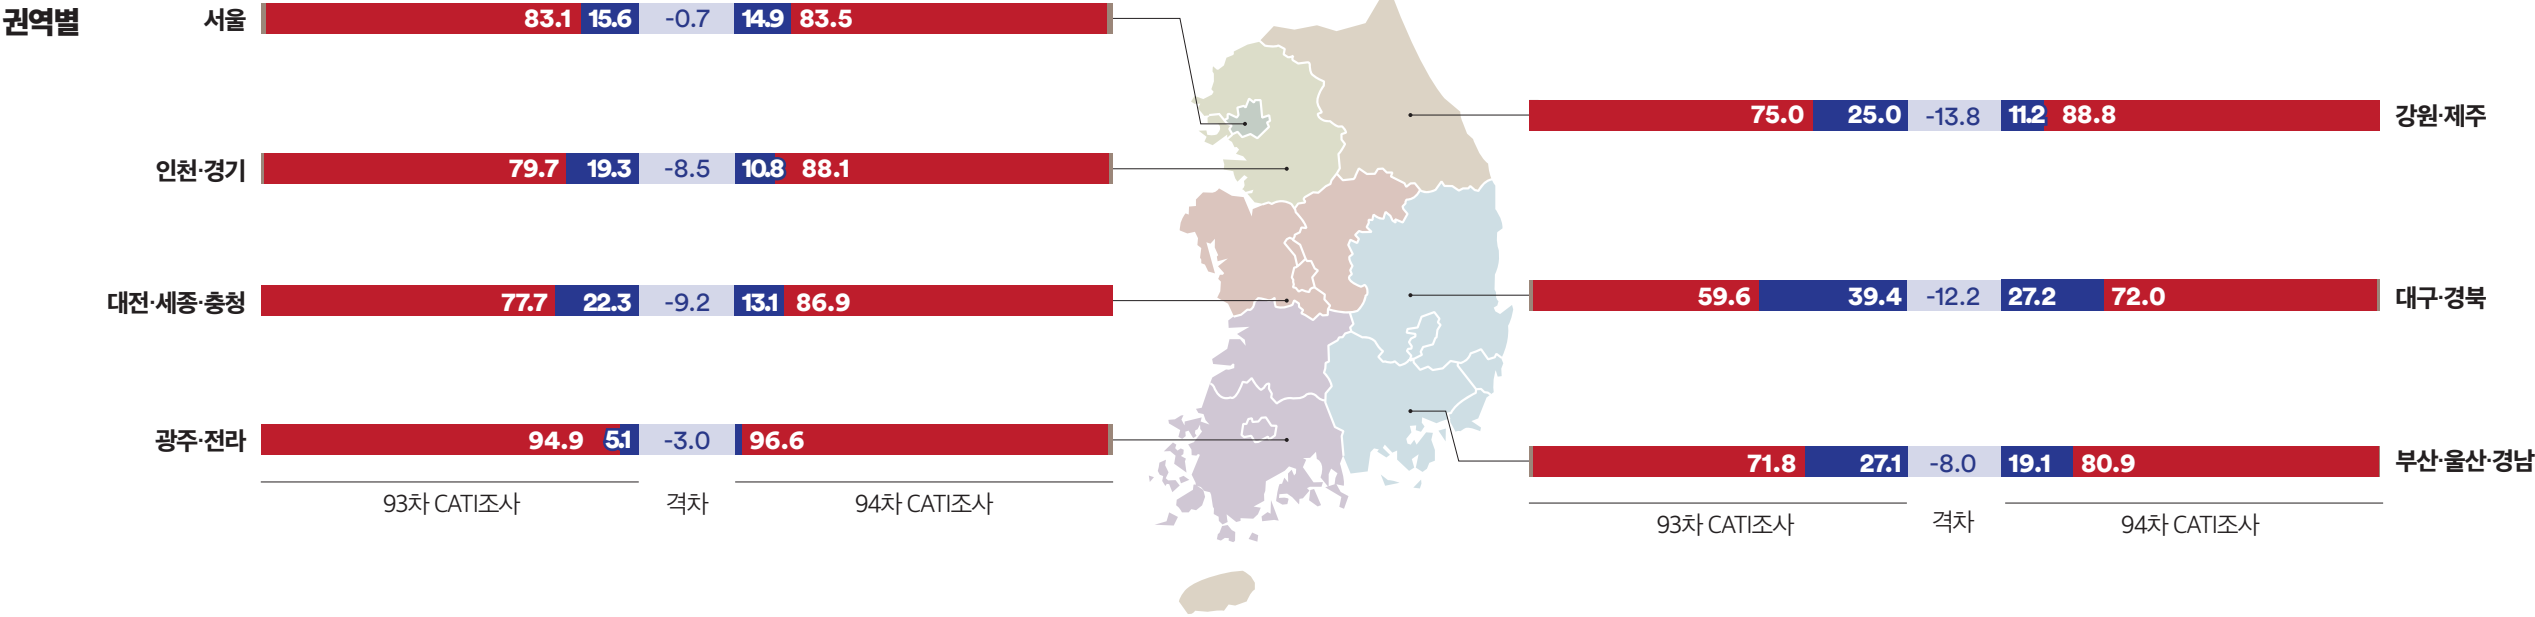 권역별
서울 83.1 15.6 -0.7 14.9 83.5
인천·경기 79.7 19.3 -8.5 10.8 88.1
대전·세종·충청 77.7 22.3 -9.2 13.1 86.9
광주·전라 94.9 5.1 -3.0 96.6
93차 CATI조사 격차 94차 CATI조사
75.0 25.0 -13.8 11.2 88.8 강원·제주
59.6 39.4 -12.2 27.2 72.0 대구·경북
71.8 27.1 -8.0 19.1 80.9 부산·울산·경남
93차 CATI조사 격차 94차 CATI조사